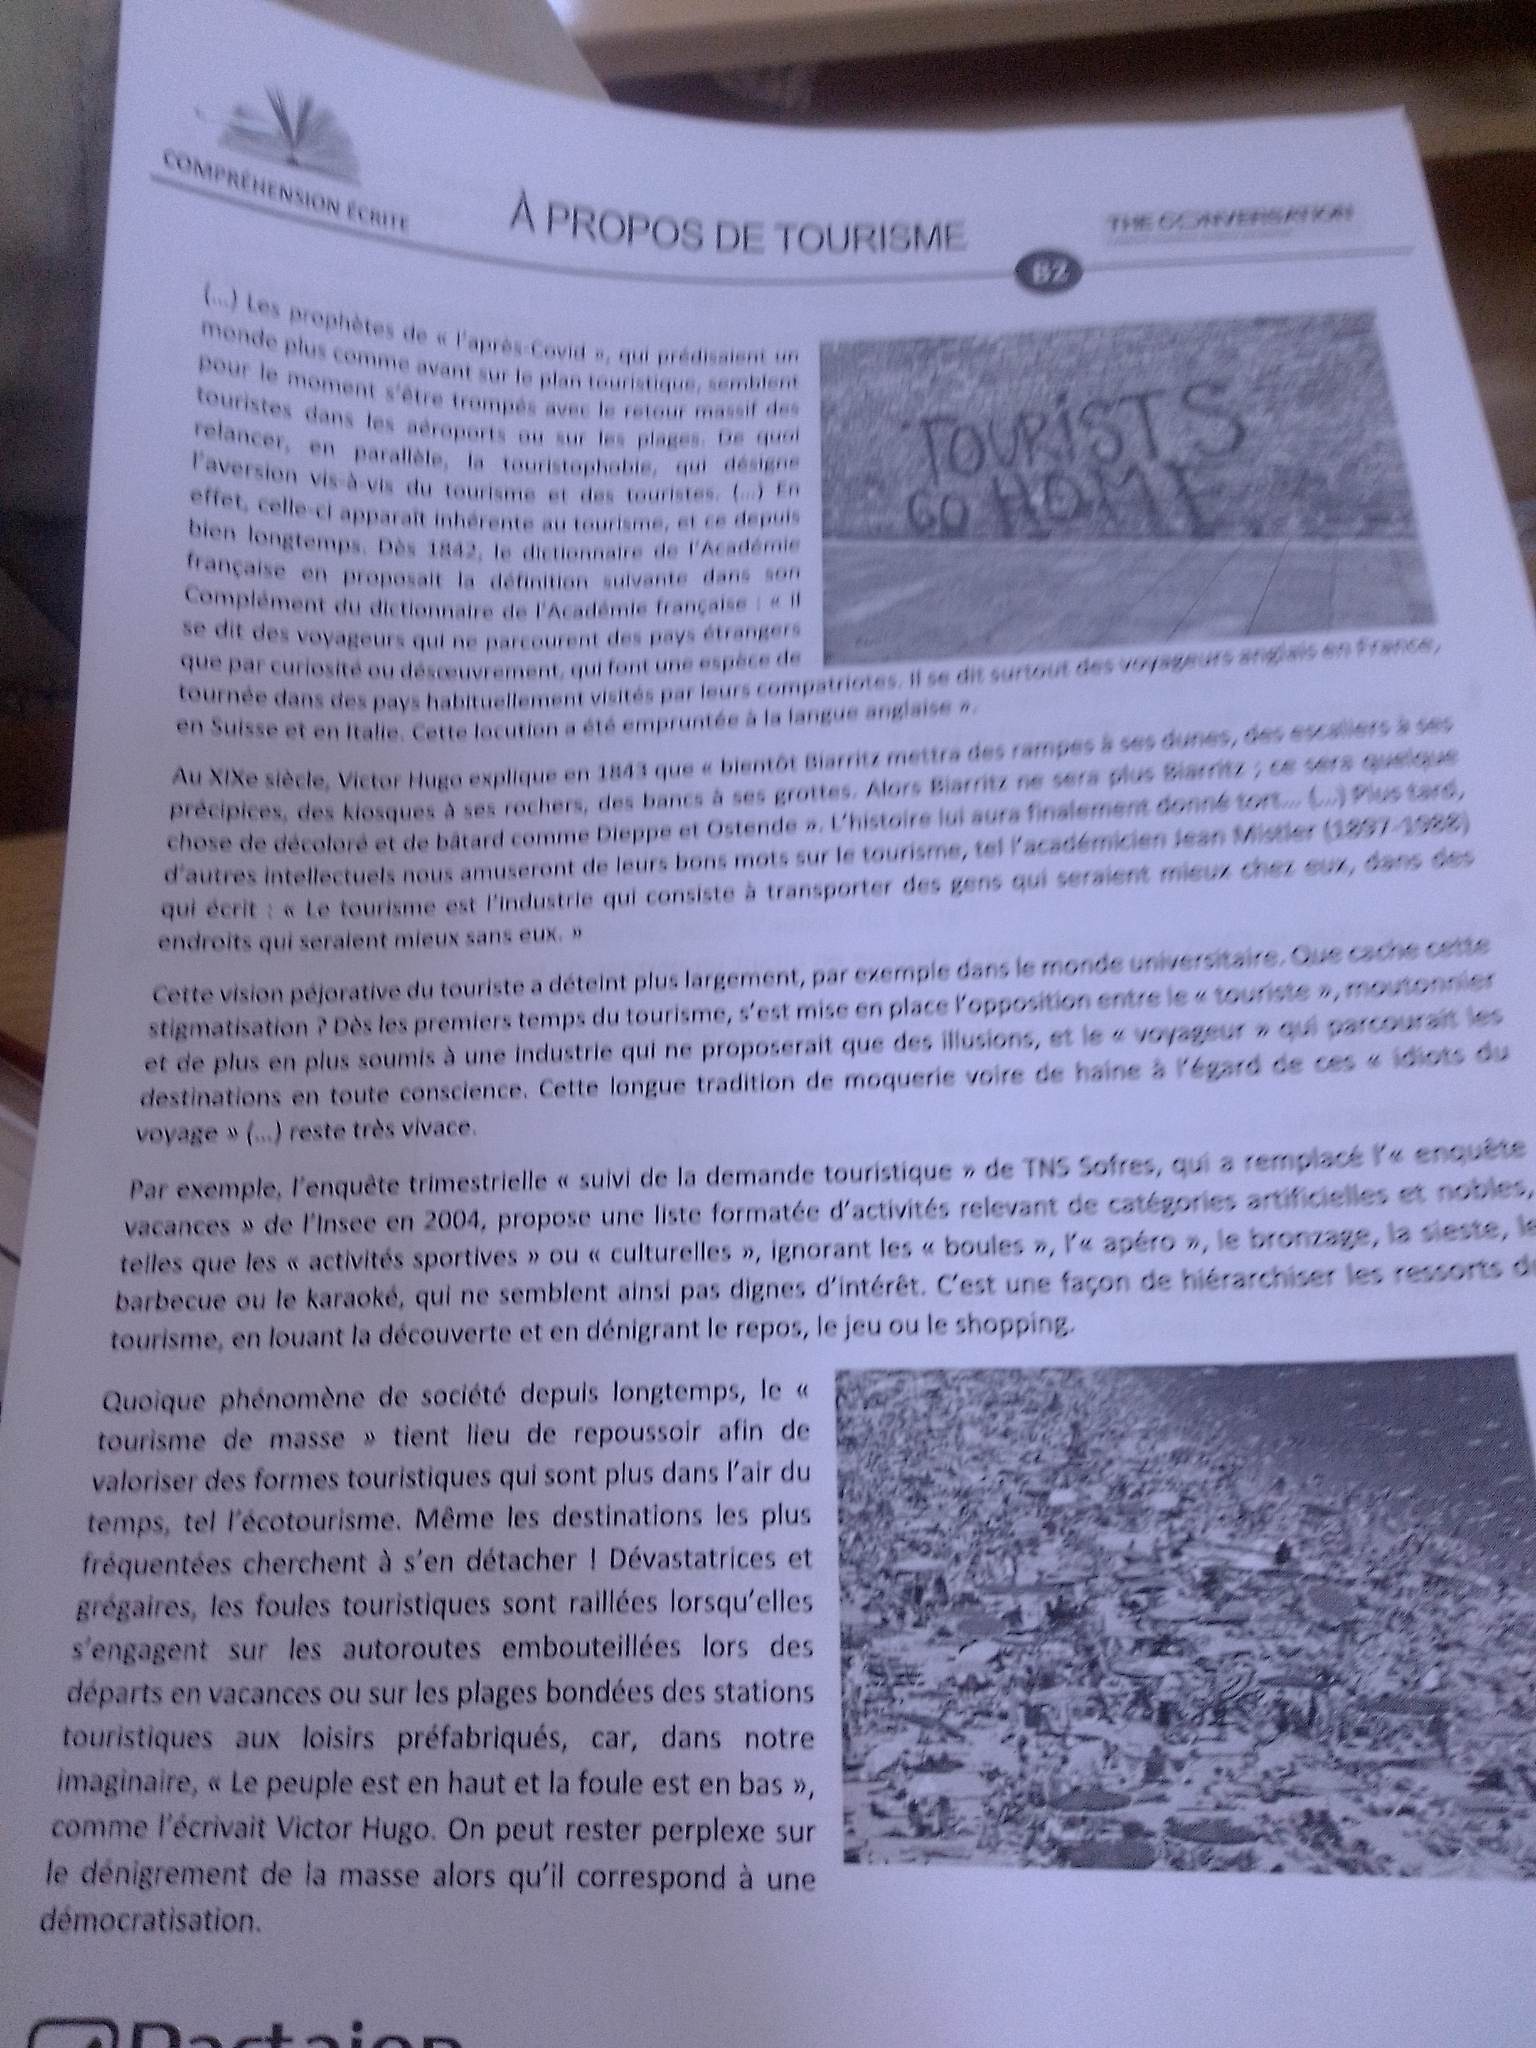 COMPRÉHENSION ÉCRITE
À PROPOS DE TOURISME
THE CONVERSATION
B2
(...) Les prophètes de « l'après-Covid », qui prédisaient un
monde plus comme avant sur le plan touristique, semblent
pour le moment s'être trompés avec le retour massif des
touristes dans les aéroports ou sur les plages. De quoi
relancer, en parallèle, la touristophobie, qui désigne
l'aversion vis-à-vis du tourisme et des touristes. (...) En
effet, celle-ci apparaît inhérente au tourisme, et ce depuis
bien longtemps. Dès 1842, le dictionnaire de l'Académie
française en proposait la définition suivante dans son
Complément du dictionnaire de l'Académie française : « il
se dit des voyageurs qui ne parcourent des pays étrangers
que par curiosité ou désœuvrement, qui font une espèce de
tournée dans des pays habituellement visités par leurs compatriotes. Il se dit surtout des voyageurs anglais en France,
en Suisse et en Italie. Cette locution a été empruntée à la langue anglaise ».
TOURISTS
GO HOME
Au XIXe siècle, Victor Hugo explique en 1843 que « bientôt Biarritz mettra des rampes à ses dunes, des escaliers à ses
précipices, des kiosques à ses rochers, des bancs à ses grottes. Alors Biarritz ne sera plus Biarritz ; ce sera quelque
chose de décoloré et de bâtard comme Dieppe et Ostende ». L'histoire lui aura finalement donné tort... (...) Plus tard,
d'autres intellectuels nous amuseront de leurs bons mots sur le tourisme, tel l'académicien Jean Mistler (1897-1988)
qui écrit : « Le tourisme est l'industrie qui consiste à transporter des gens qui seraient mieux chez eux, dans des
endroits qui seraient mieux sans eux. »
Cette vision péjorative du touriste a déteint plus largement, par exemple dans le monde universitaire. Que cache cette
stigmatisation ? Dès les premiers temps du tourisme, s'est mise en place l'opposition entre le « touriste », moutonnier
et de plus en plus soumis à une industrie qui ne proposerait que des illusions, et le « voyageur » qui parcourait les
destinations en toute conscience. Cette longue tradition de moquerie voire de haine à l'égard de ces « idiots du
voyage » (...) reste très vivace.
Par exemple, l'enquête trimestrielle « suivi de la demande touristique » de TNS Sofres, qui a remplacé l'« enquête
vacances » de l'Insee en 2004, propose une liste formatée d'activités relevant de catégories artificielles et nobles,
telles que les « activités sportives » ou « culturelles », ignorant les « boules », l'« apéro », le bronzage, la sieste, le
barbecue ou le karaoké, qui ne semblent ainsi pas dignes d'intérêt. C'est une façon de hiérarchiser les ressorts du
tourisme, en louant la découverte et en dénigrant le repos, le jeu ou le shopping.
Quoique phénomène de société depuis longtemps, le «
tourisme de masse » tient lieu de repoussoir afin de
valoriser des formes touristiques qui sont plus dans l'air du
temps, tel l'écotourisme. Même les destinations les plus
fréquentées cherchent à s'en détacher ! Dévastatrices et
grégaires, les foules touristiques sont raillées lorsqu'elles
s'engagent sur les autoroutes embouteillées lors des
départs en vacances ou sur les plages bondées des stations
touristiques aux loisirs préfabriqués, car, dans notre
imaginaire, « Le peuple est en haut et la foule est en bas »,
comme l'écrivait Victor Hugo. On peut rester perplexe sur
le dénigrement de la masse alors qu'il correspond à une
démocratisation.